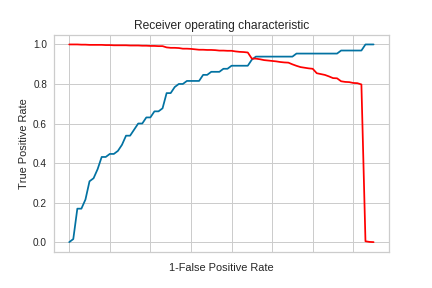 Receiver operating characteristic
1.0
0.8
0.6
0.4
0.2
0.0
True Positive Rate
1-False Positive Rate